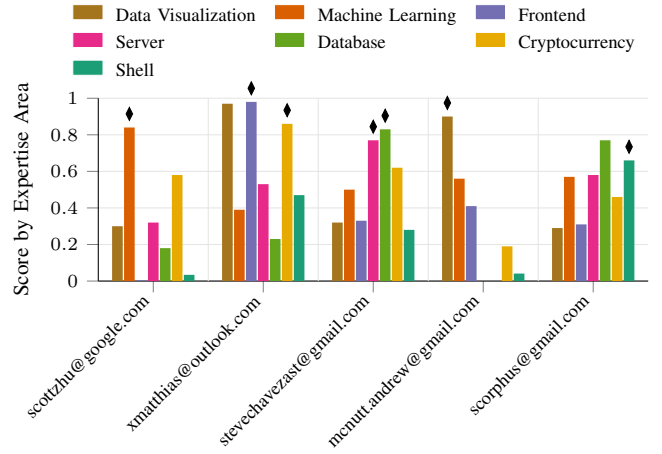 Data Visualization Machine Learning Frontend
Server Database Cryptocurrency
Shell
Score by Expertise Area
1
0.8
0.6
0.4
0.2
0
scottzhu@google.com
xmatthias@outlook.com
stevechavezast@gmail.com
mcnutt.andrew@gmail.com
scorphus@gmail.com